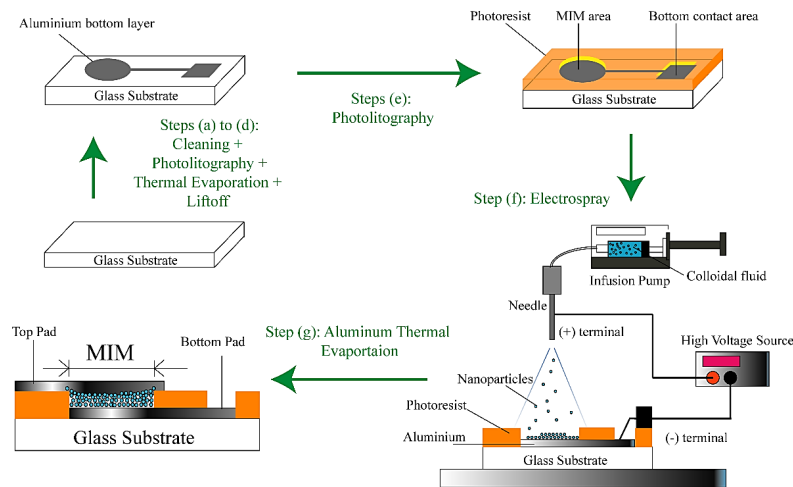 Aluminium bottom layer
Glass Substrate
Steps (a) to (d):
Cleaning +
Photolitography +
Thermal Evaporation +
Liftoff
Glass Substrate
Steps (e):
Photolitography
Photoresist
MIM area
Bottom contact area
Glass Substrate
Step (f): Electrospray
Colloidal fluid
Infusion Pump
Needle
(+) terminal
High Voltage Source
Nanoparticles
Photoresist
Aluminium
(-) terminal
Glass Substrate
Step (g): Aluminum Thermal
Evaportaion
Top Pad
MIM
Bottom Pad
Glass Substrate